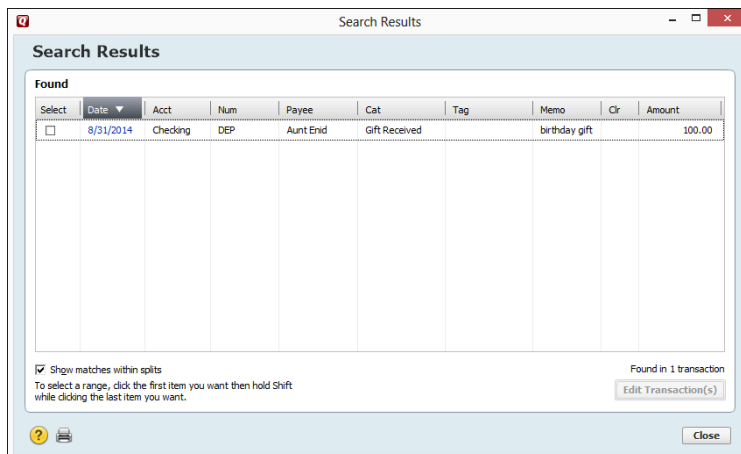 Search Results
Search Results
Found
Select Date ▼ Acct Num Payee Cat Tag Memo Clr Amount
8/31/2014 Checking DEP Aunt Enid Gift Received birthday gift 100.00
Show matches within splits
Found in 1 transaction
To select a range, click the first item you want then hold Shift
while clicking the last item you want.
Edit Transaction(s)
?
Close